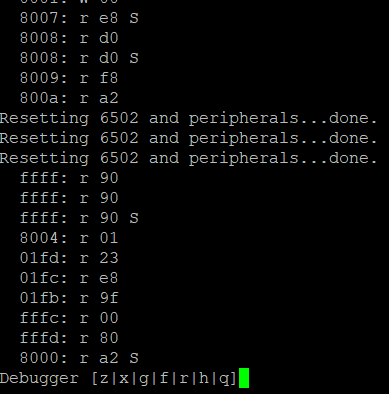 8007: r e8 S
8008: r d0
8008: r d0 S
8009: r f8
800a: r a2
Resetting 6502 and peripherals...done.
Resetting 6502 and peripherals...done.
Resetting 6502 and peripherals...done.
ffff: r 90
ffff: r 90
ffff: r 90 S
8004: r 01
01fd: r 23
01fc: r e8
01fb: r 9f
fffc: r 00
fffd: r 80
8000: r a2 S
Debugger [z|x|g|f|r|h|q]